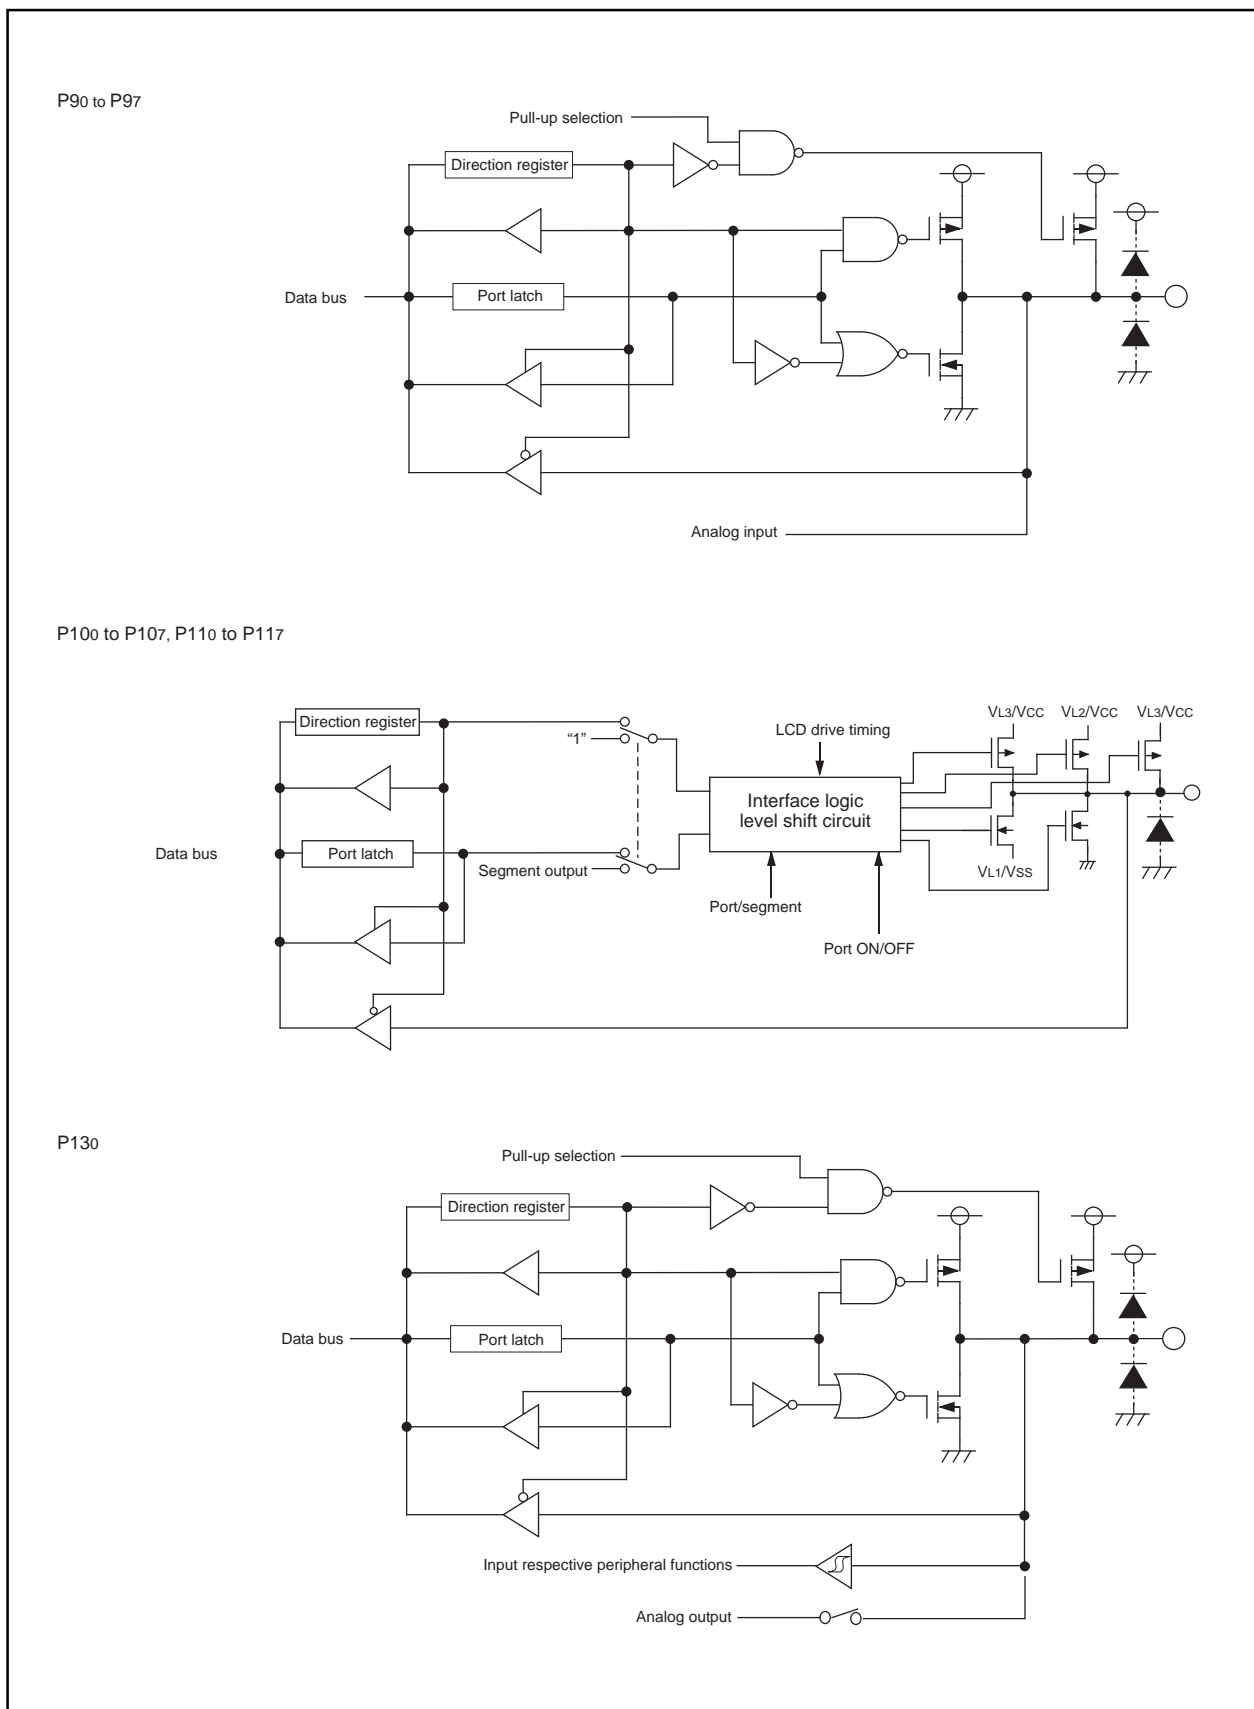 P90 to P97
Pull-up selection
Direction register
Data bus
Port latch
Analog input
P100 to P107, P110 to P117
Direction register
"1"
LCD drive timing
VL3/VCC
VL2/VCC
VL3/VCC
Interface logic
level shift circuit
Data bus
Port latch
Segment output
VL1/VSS
Port/segment
Port ON/OFF
P130
Pull-up selection
Direction register
Data bus
Port latch
Input respective peripheral functions
Analog output